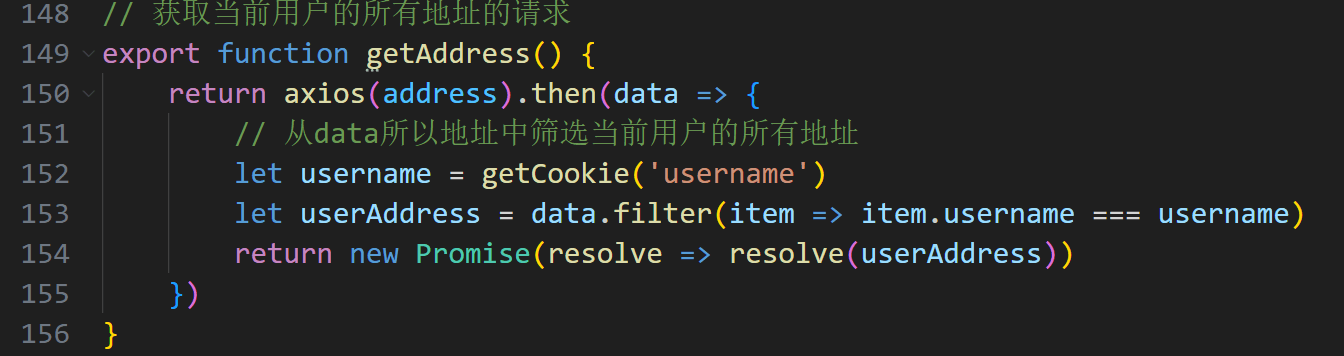 148 // 获取当前用户的所有地址的请求
149 export function getAddress() {
150     return axios(address).then(data => {
151         // 从data所以地址中筛选当前用户的所有地址
152         let username = getCookie('username')
153         let userAddress = data.filter(item => item.username === username)
154         return new Promise(resolve => resolve(userAddress))
155     })
156 }